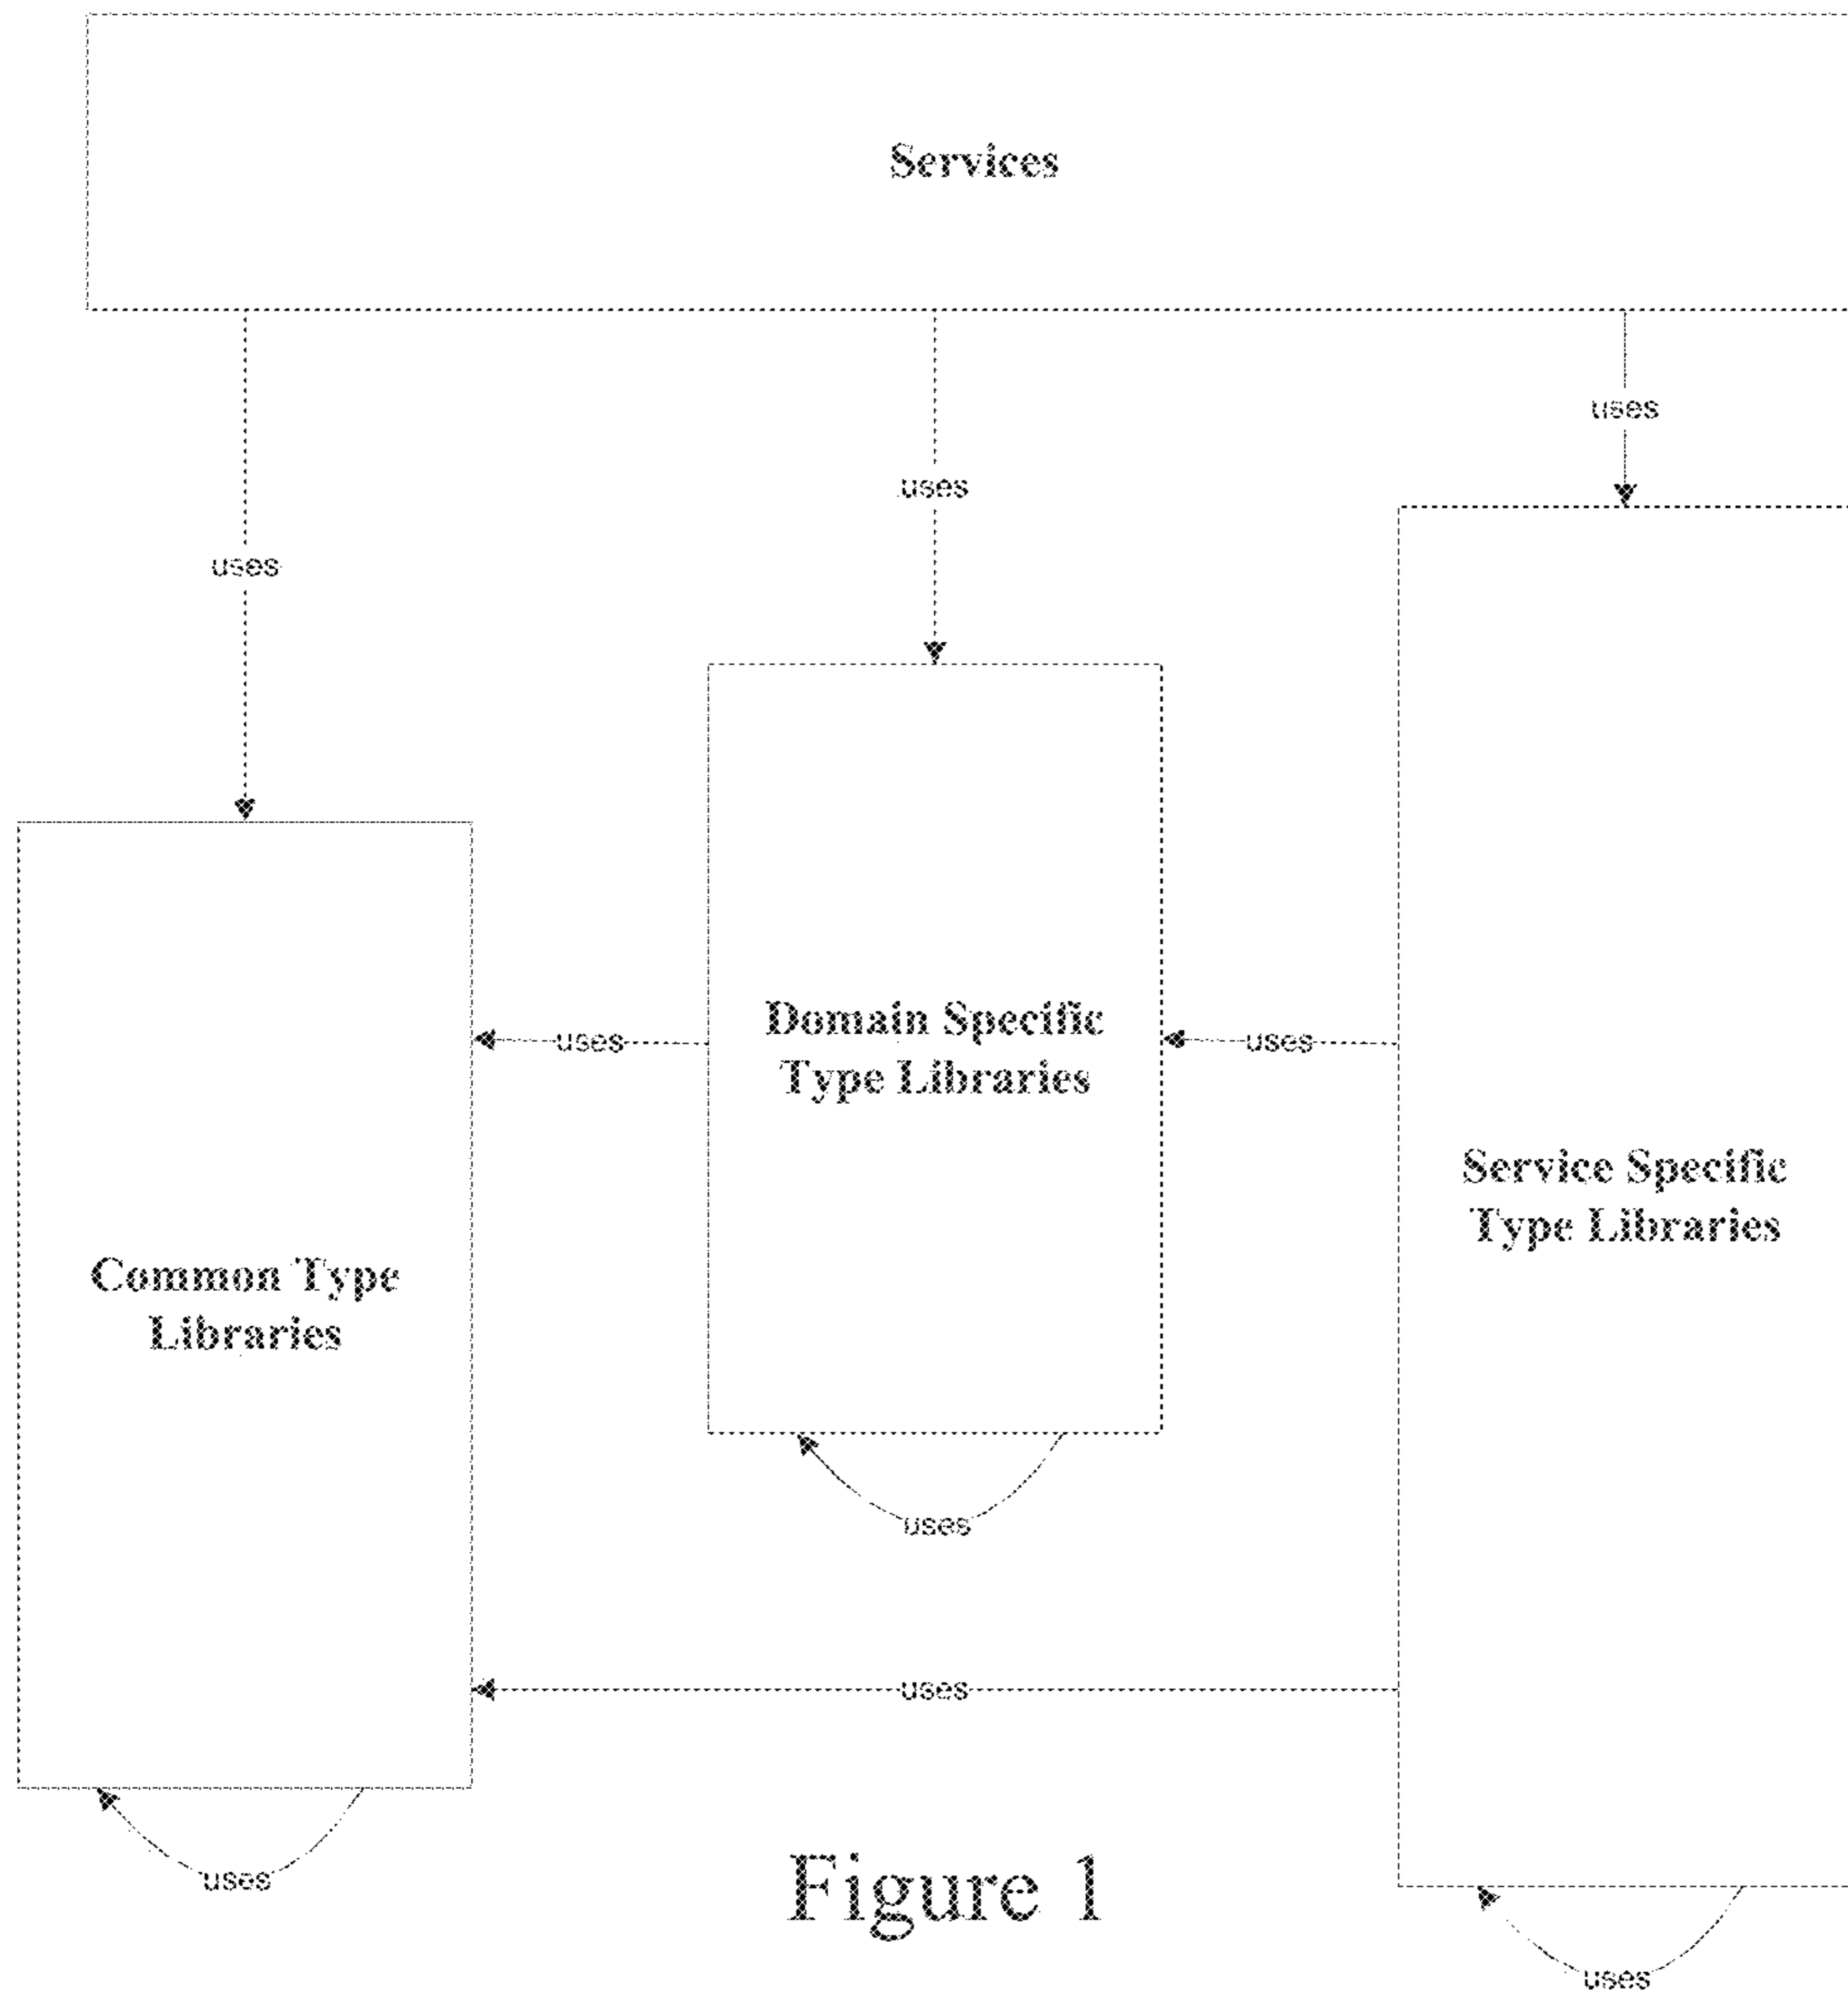 Services
uses
uses
uses
Domain Specific
Type Libraries
uses
uses
Service Specific
Type Libraries
Common Type
Libraries
uses
uses
uses
Figure 1
uses